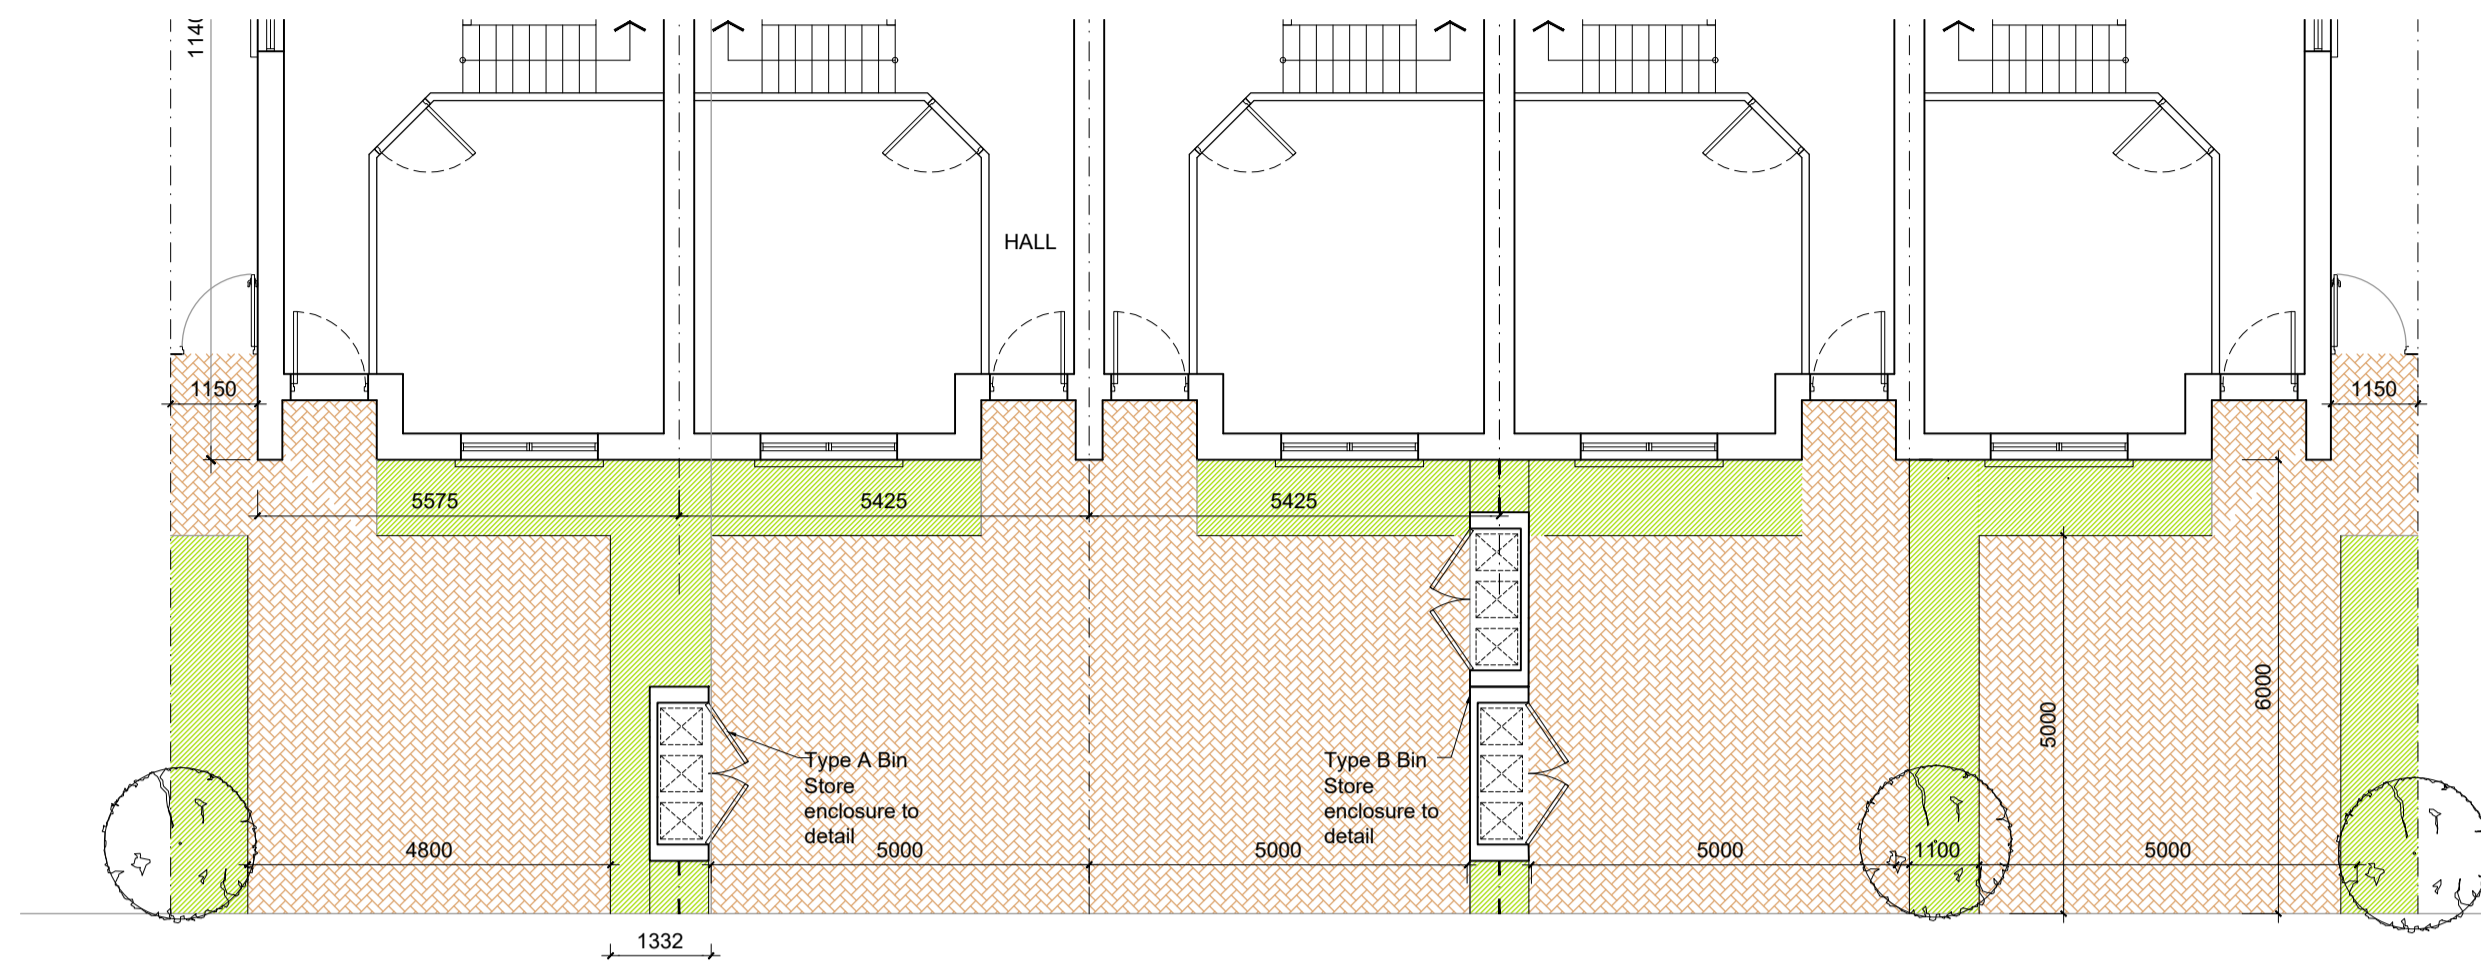 HALL
1150
1150
5575
5425
5425
6000
5000
Type A Bin
Store
enclosure to
detail
Type B Bin
Store
enclosure to
detail
4800
5000
5000
5000
1100
5000
1332